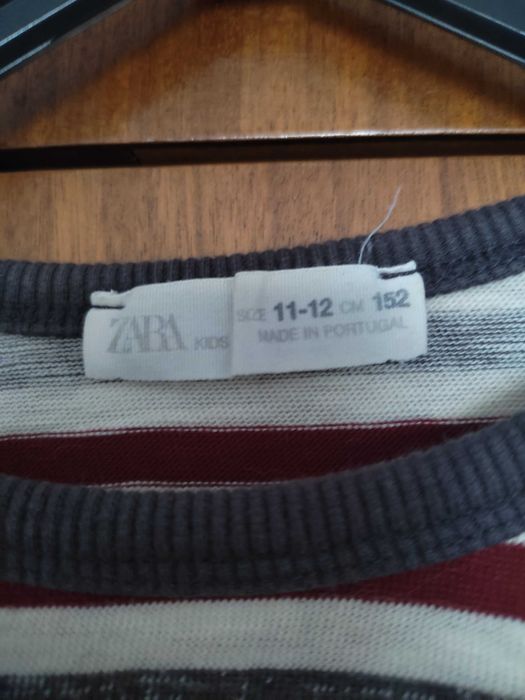 ZARA KIDS
SIZE 11-12 CM 152
MADE IN PORTUGAL